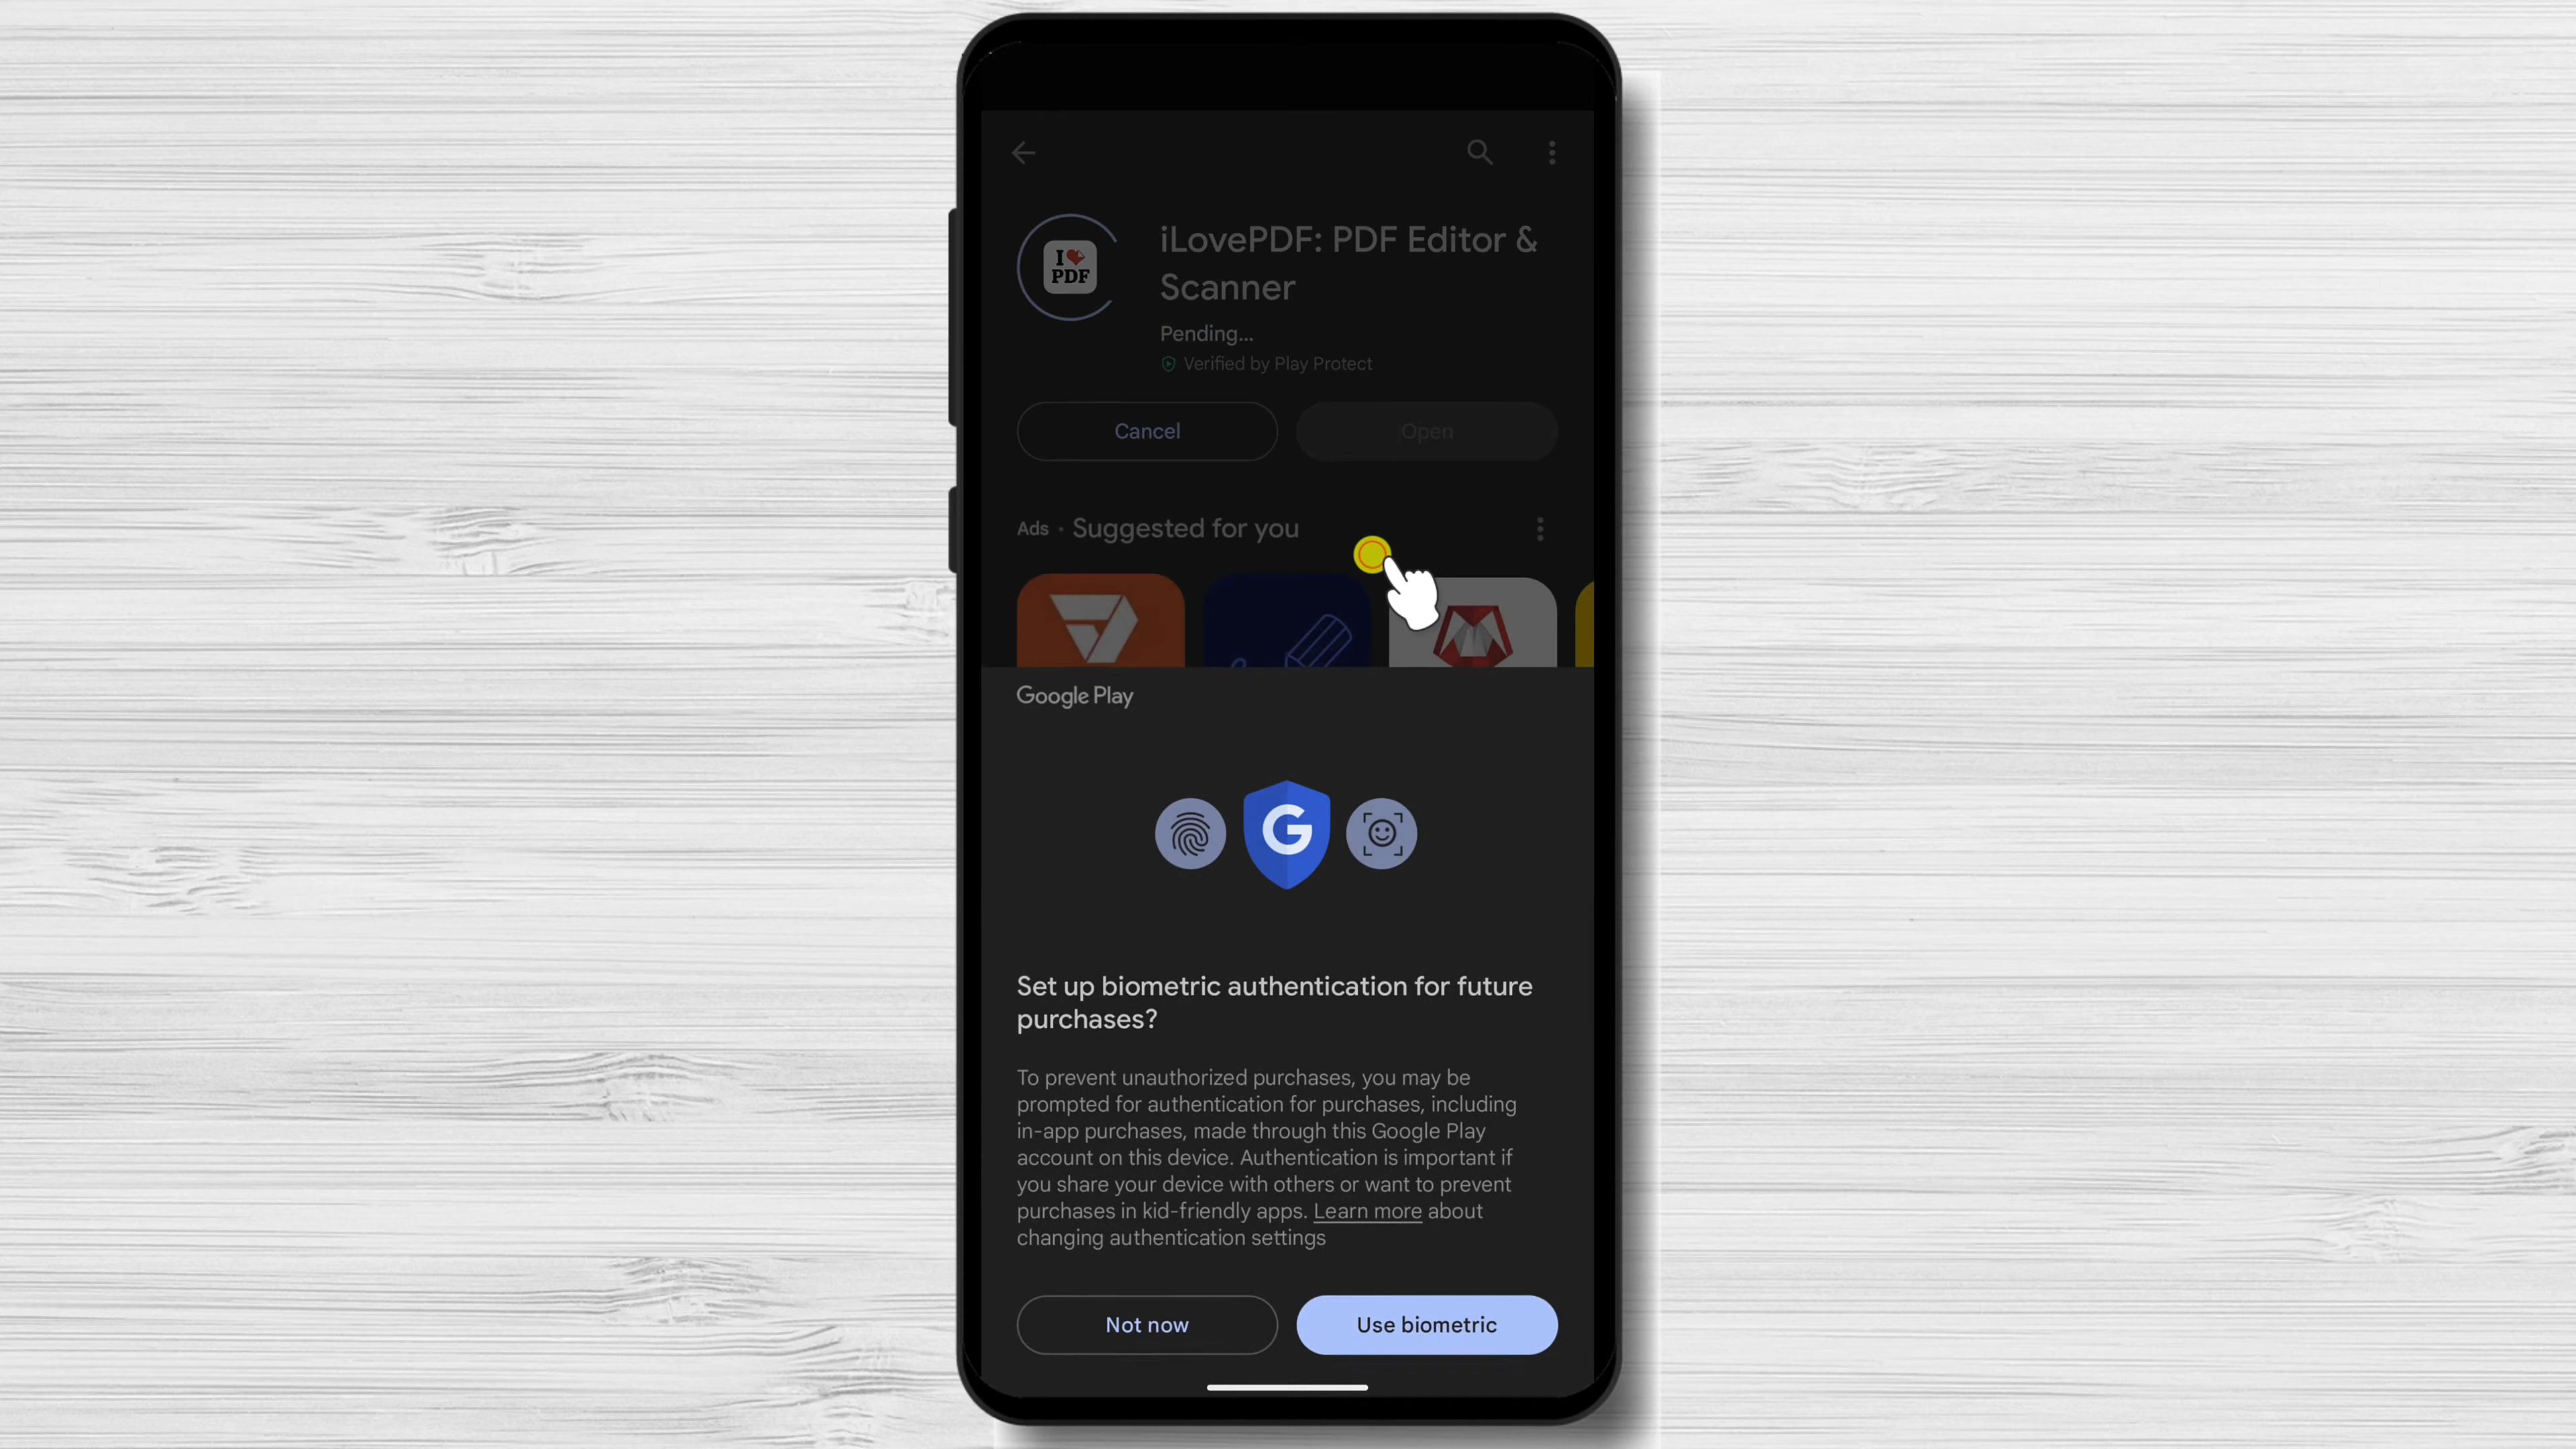 I
PDF
iLovePDF: PDF Editor &
Scanner
Pending...
Verified by Play Protect
Cancel
Open
Ads • Suggested for you
Google Play
G
Set up biometric authentication for future
purchases?
To prevent unauthorized purchases, you may be
prompted for authentication for purchases, including
in-app purchases, made through this Google Play
account on this device. Authentication is important if
you share your device with others or want to prevent
purchases in kid-friendly apps. Learn more about
changing authentication settings
Not now
Use biometric